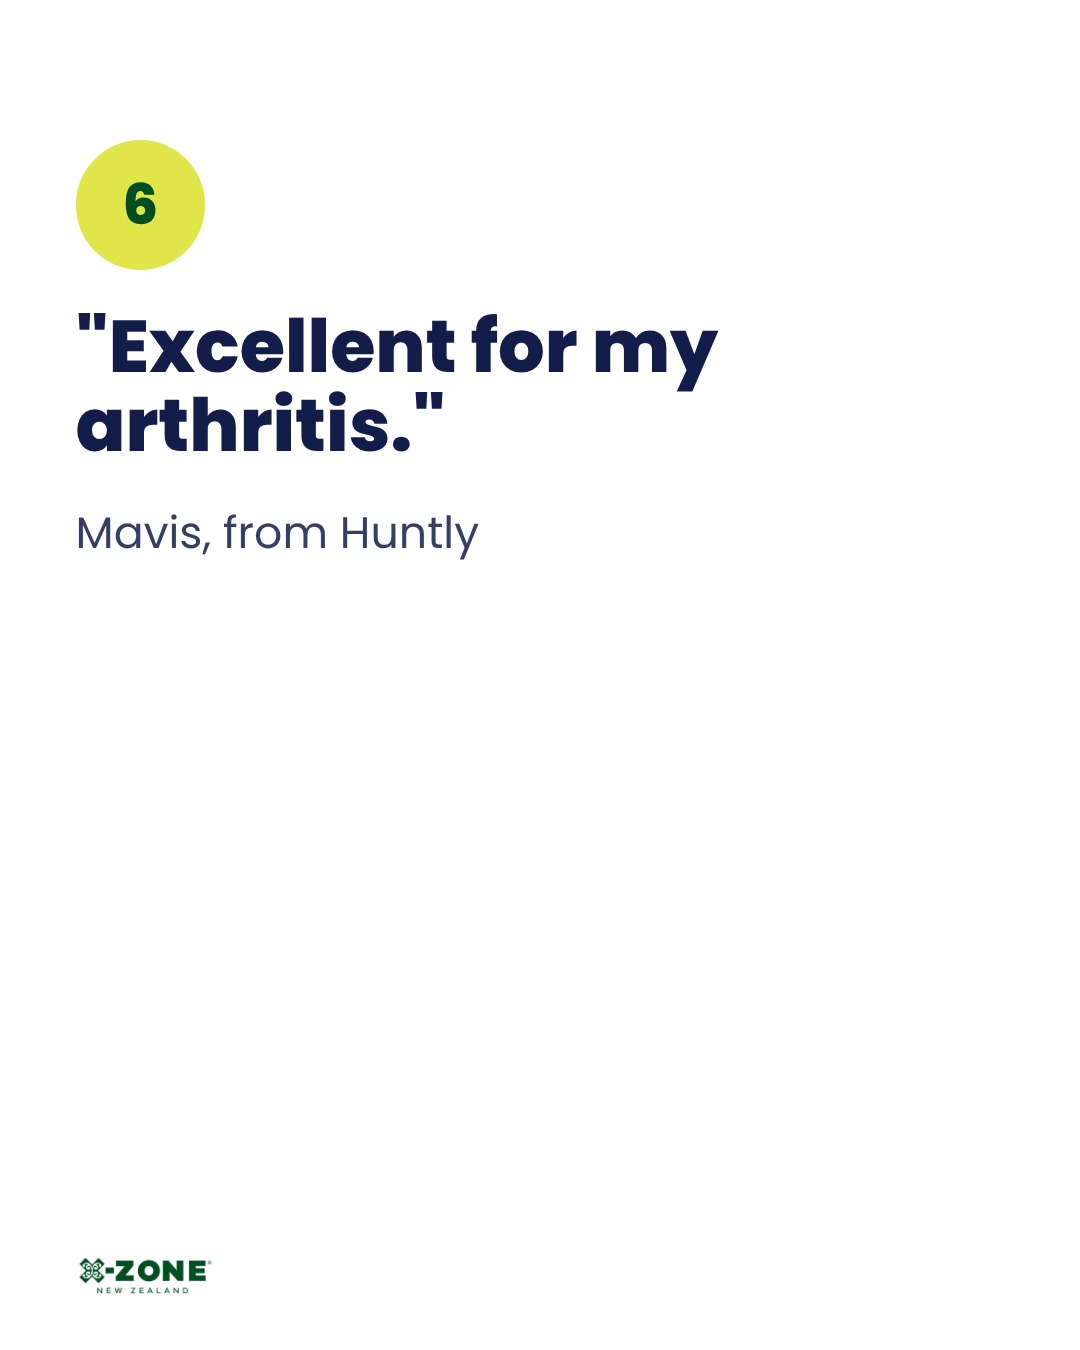 6
"Excellent for my
arthritis."
Mavis, from Huntly
X-ZONE®
NEW ZEALAND